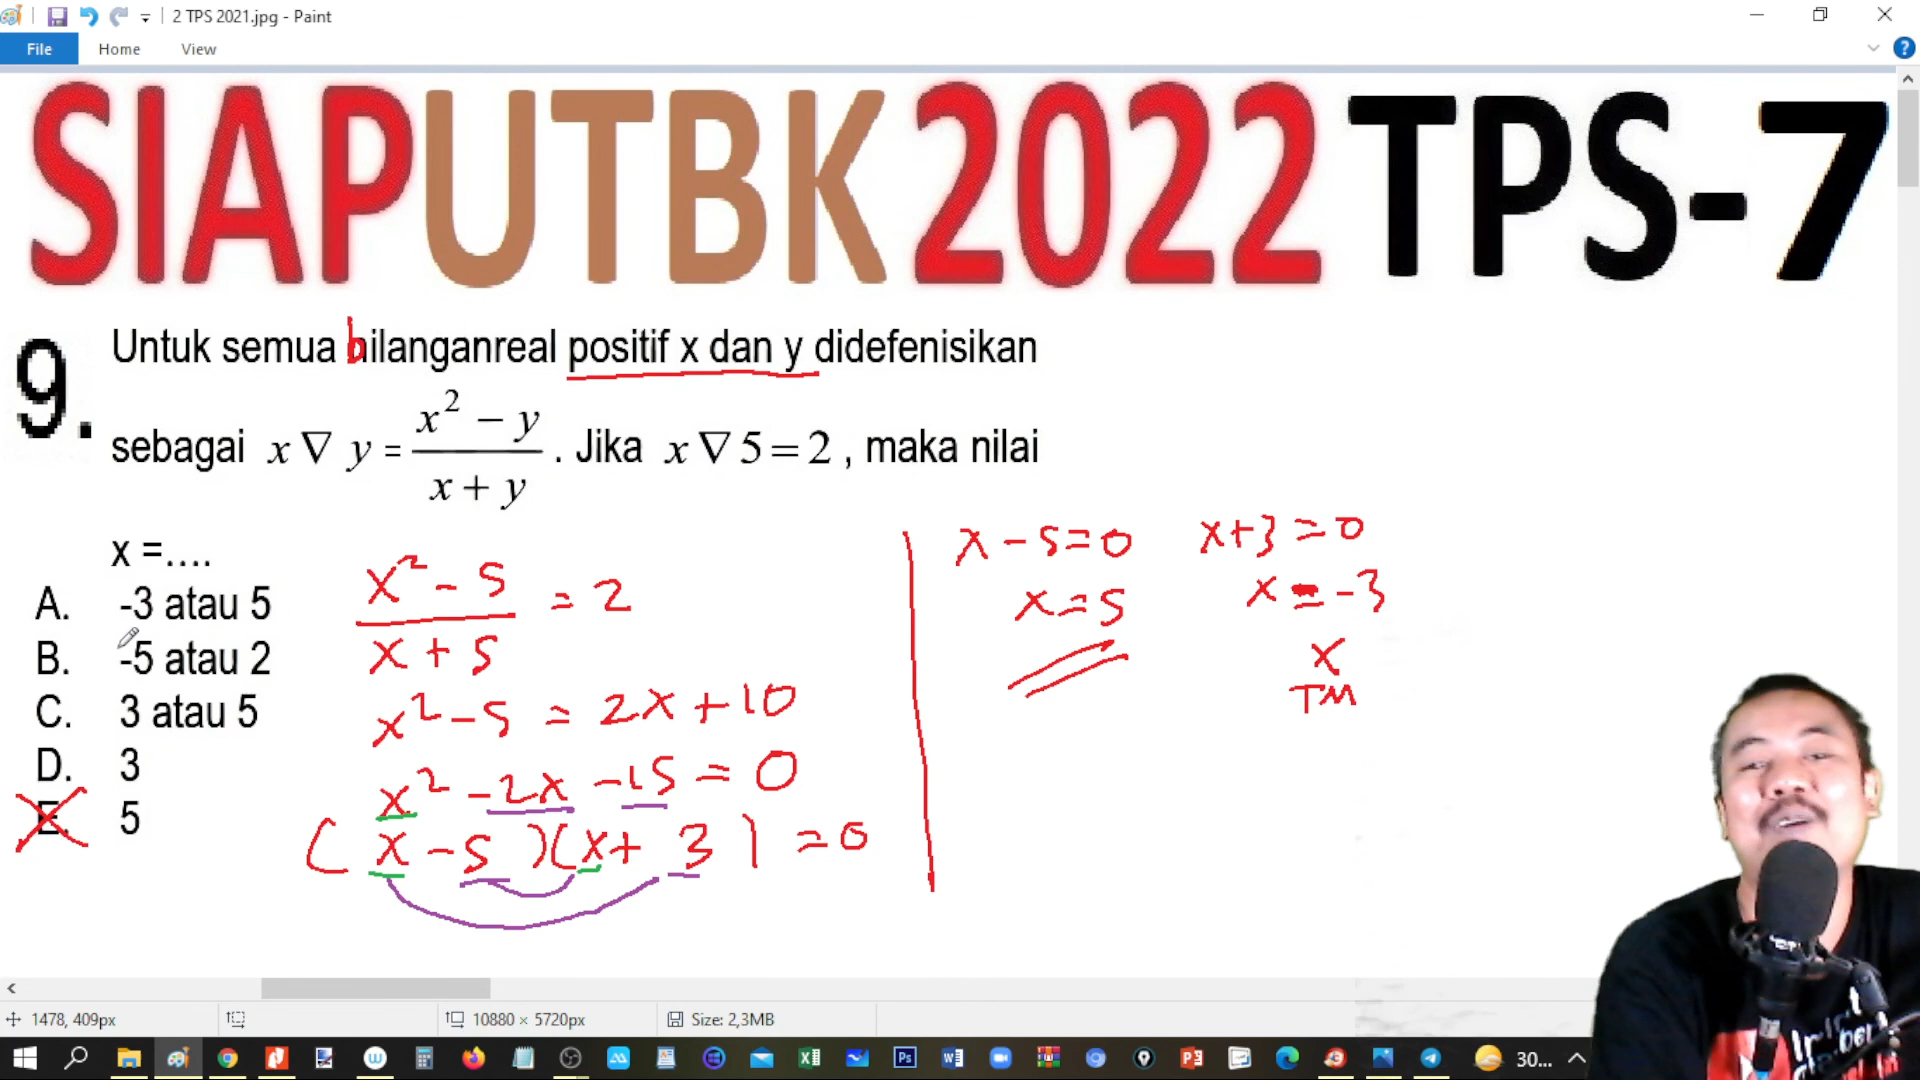 2 TPS 2021.jpg - Paint
File Home View
SIAPUTBK 2022 TPS-7
9. Untuk semua bilanganreal positif x dan y didefenisikan
sebagai x ∇ y = (x² − y)/(x + y) . Jika x ∇ 5 = 2 , maka nilai
x =....
A. -3 atau 5
B. -5 atau 2
C. 3 atau 5
D. 3
E. 5
x² - 5
= 2
x + 5
x² - 5 = 2x + 10
x² - 2x - 15 = 0
(x - 5)(x + 3) = 0
x - 5 = 0
x = 5
x + 3 = 0
x = -3
X
TM
1478, 409px
10880 × 5720px
Size: 2,3MB
30...